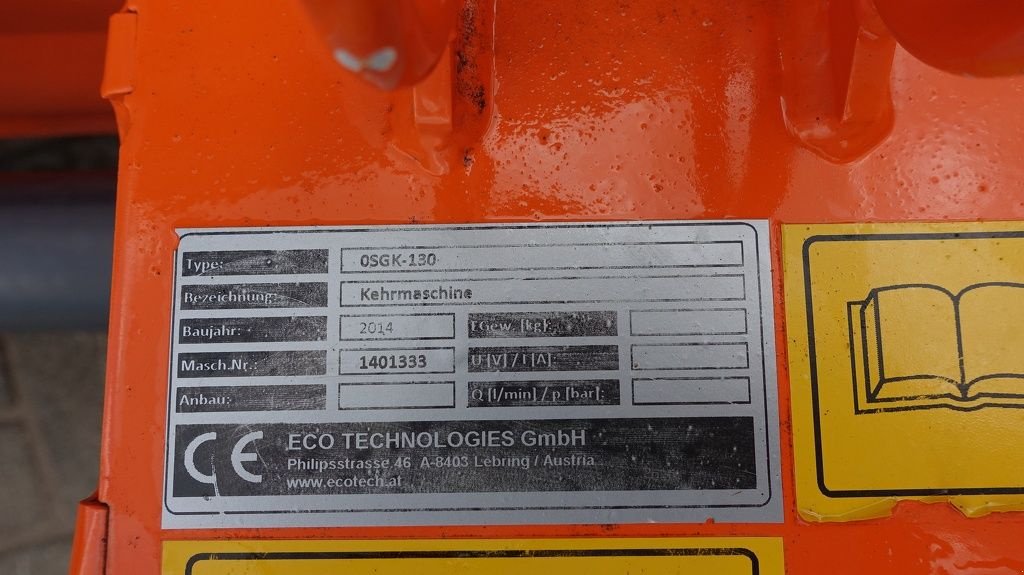 Type: 0SGK-130
Bezeichnung: Kehrmaschine
Baujahr: 2014 Gew. [kg]:
Masch.Nr.: 1401333 U [V] / I [A]:
Anbau: Q [l/min] / p [bar]:
CE ECO TECHNOLOGIES GmbH
Philipsstrasse 46 A-8403 Lebring / Austria
www.ecotech.at